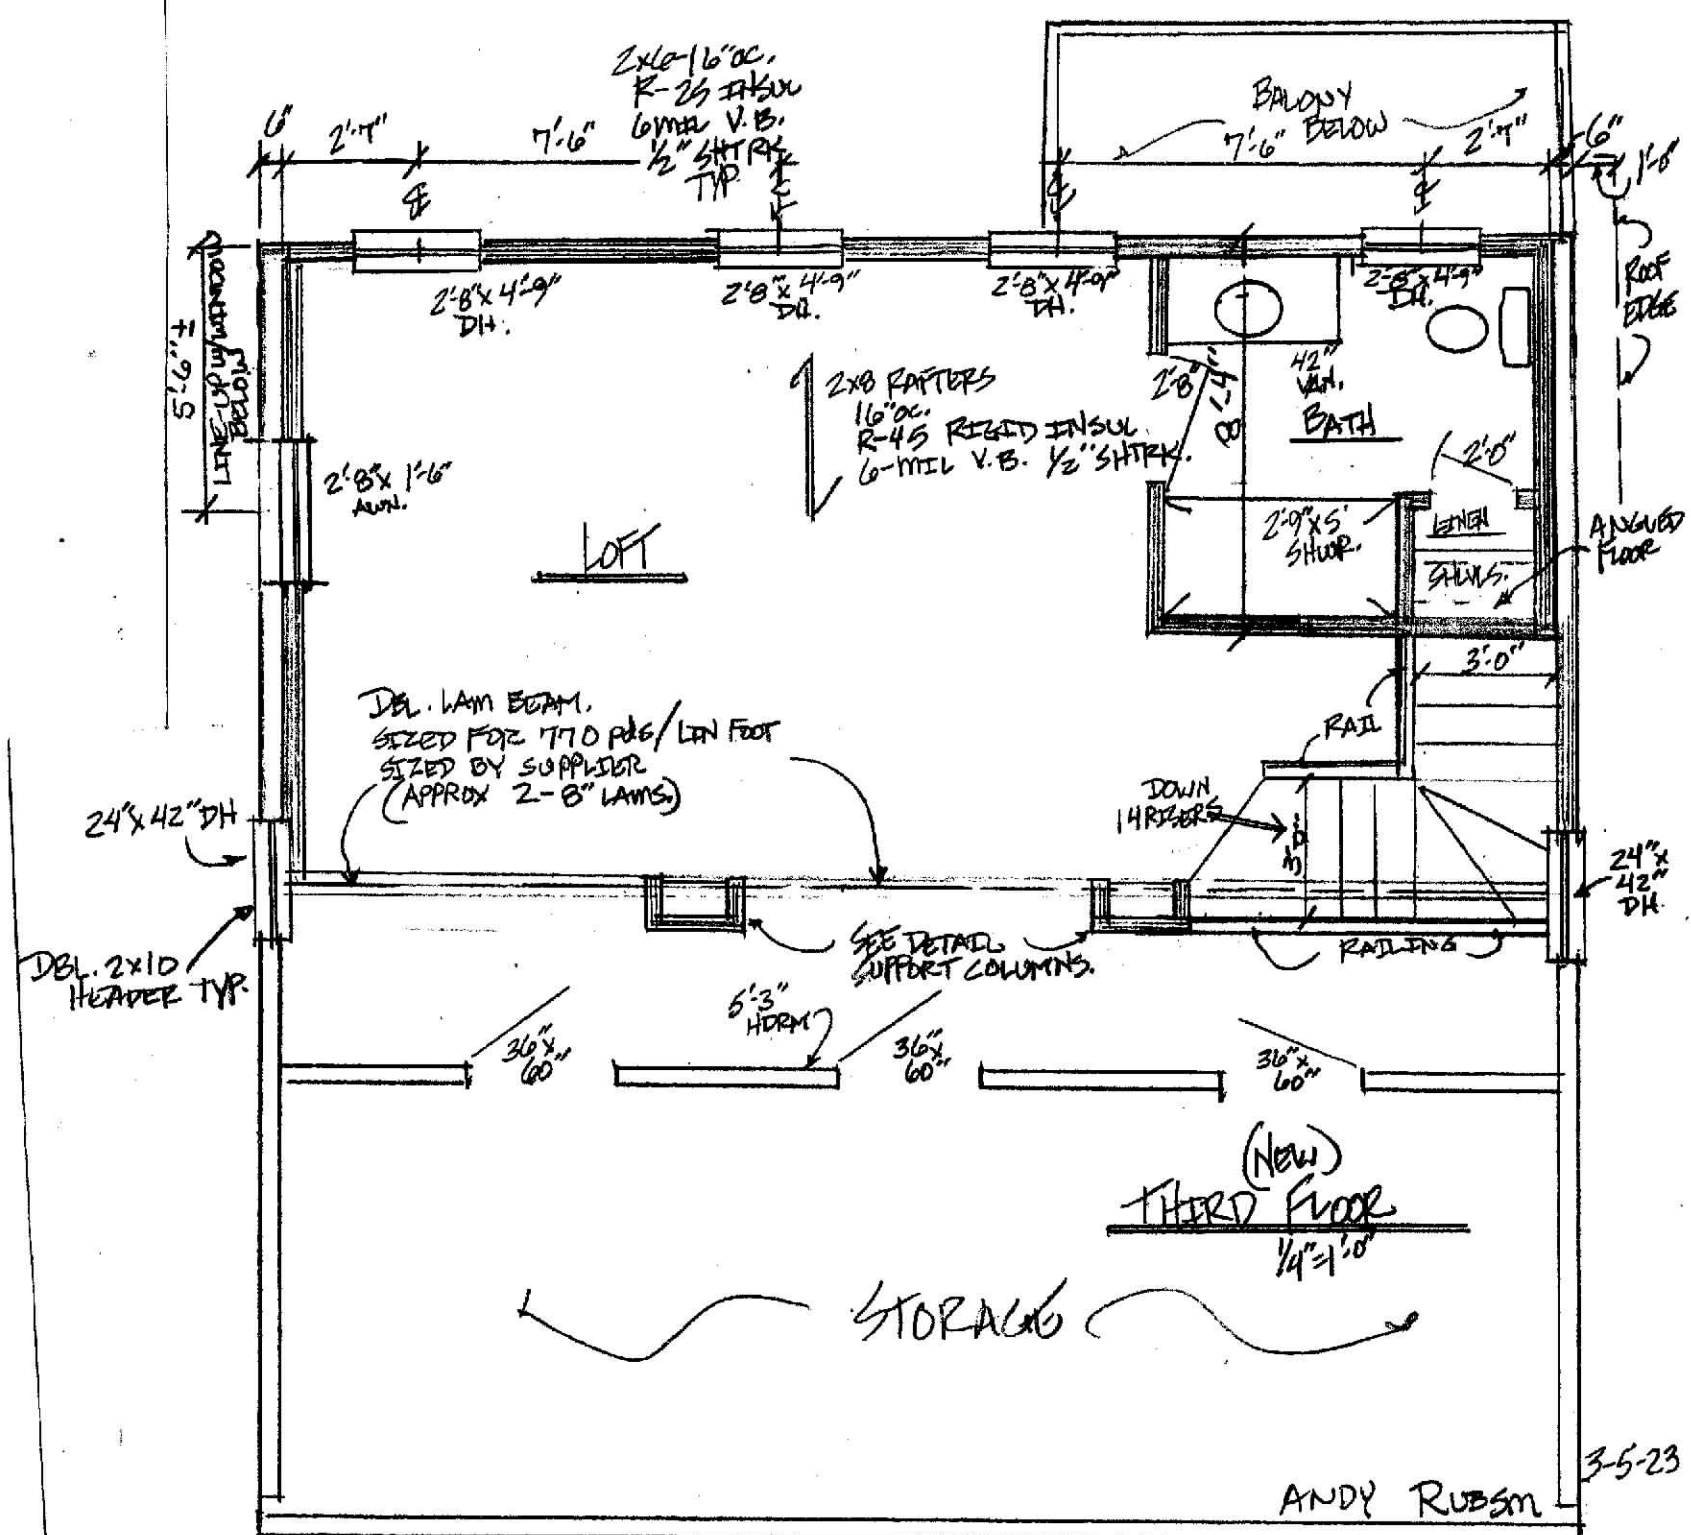 2x6-16"OC.
R-25 INSUL
6 MIL V.B.
1/2" SHTRK
TYP.
6"
2'-7"
7'-6"
BALONY
BELOW
7'-6"
2'-7"
6"
1'-0"
ROOF
EDGE
5'-6" ±
BELOW
2'-8"x 4'-9"
DH.
2'8"x 4'-9"
DH.
2'8"x 4'-9"
DH.
2'-8"x 4'-9"
DH.
2'-8"x 1'-6"
AWN.
2x8 RAFTERS
16"OC.
R-45 RIGID INSUL.
6-MIL V.B. 1/2" SHTRK.
2'-8"
42"
VAN.
BATH
2'-0"
LINEN
SHLVS.
2'-9"x5'
SHWR.
ANGLED
FLOOR
LOFT
3'-0"
RAIL
DBL. LAM BEAM.
SIZED FOR 770 pds/LIN FOOT
SIZED BY SUPPLIER
(APPROX 2-8" LAMS.)
24"x 42" DH
DOWN
14 RISERS
24"x
42"
DH.
DBL. 2x10
HEADER TYP.
SEE DETAIL
SUPPORT COLUMNS.
RAILING
5'-3"
HDRM
36"x
60"
36"x
60"
36"x
60"
(NEW)
THIRD FLOOR
1/4"=1'-0"
STORAGE
3-5-23
ANDY